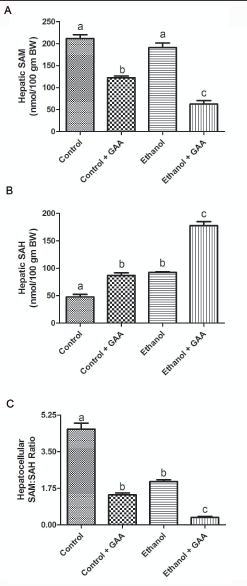 A
Hepatic SAM
(nmol/100 gm BW)
250
200
150
100
50
0
a
b
a
c
Control
Control + GAA
Ethanol
Ethanol + GAA
B
Hepatic SAH
(nmol/100 gm BW)
200
150
100
50
0
a
b
b
c
Control
Control + GAA
Ethanol
Ethanol + GAA
C
Hepatocellular
SAM:SAH Ratio
5.25
3.50
1.75
0.00
a
b
b
c
Control
Control + GAA
Ethanol
Ethanol + GAA